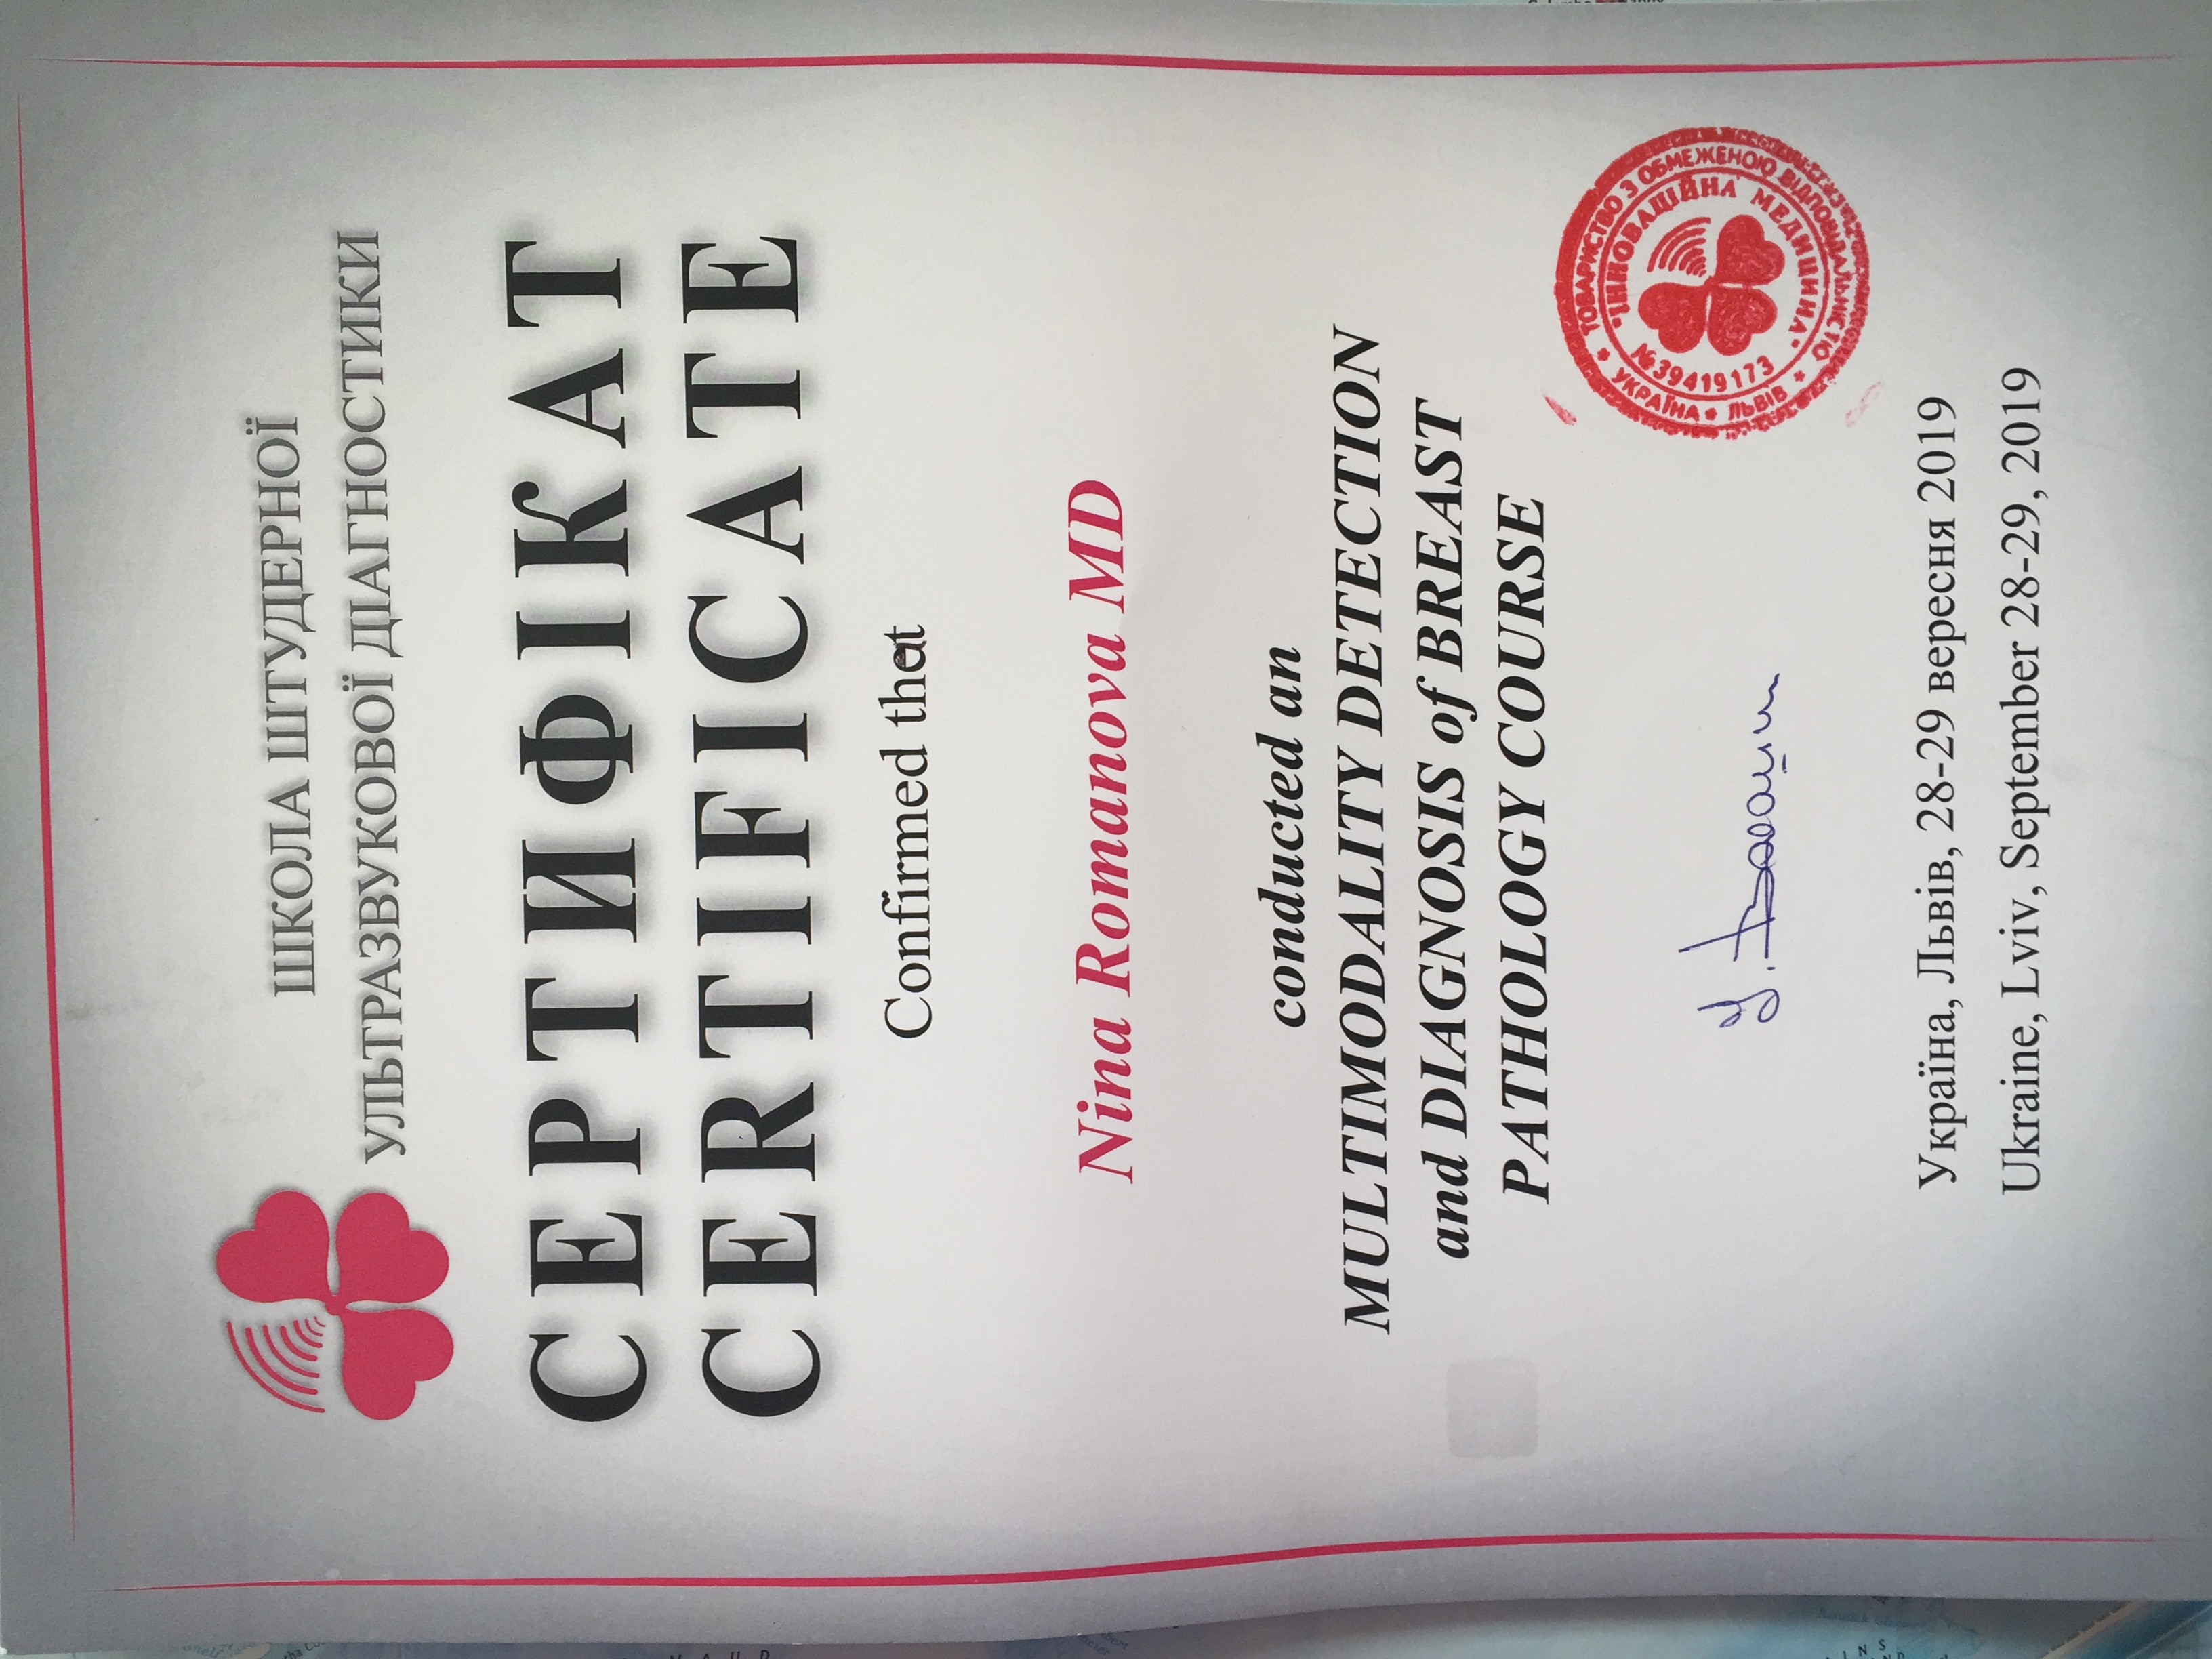 ШКОЛА ШТУДЕРНОЇ
УЛЬТРАЗВУКОВОЇ ДІАГНОСТИКИ
СЕРТИФІКАТ
CERTIFICATE
Confirmed that
Nina Romanova MD
conducted an
MULTIMODALITY DETECTION
and DIAGNOSIS of BREAST
PATHOLOGY COURSE
ТОВАРИСТВО З ОБМЕЖЕНОЮ ВІДПОВІДАЛЬНІСТЮ
"ІННОВАЦІЙНА МЕДИЦИНА"
№39419173
УКРАЇНА * ЛЬВІВ
Україна, Львів, 28-29 вересня 2019
Ukraine, Lviv, September 28-29, 2019